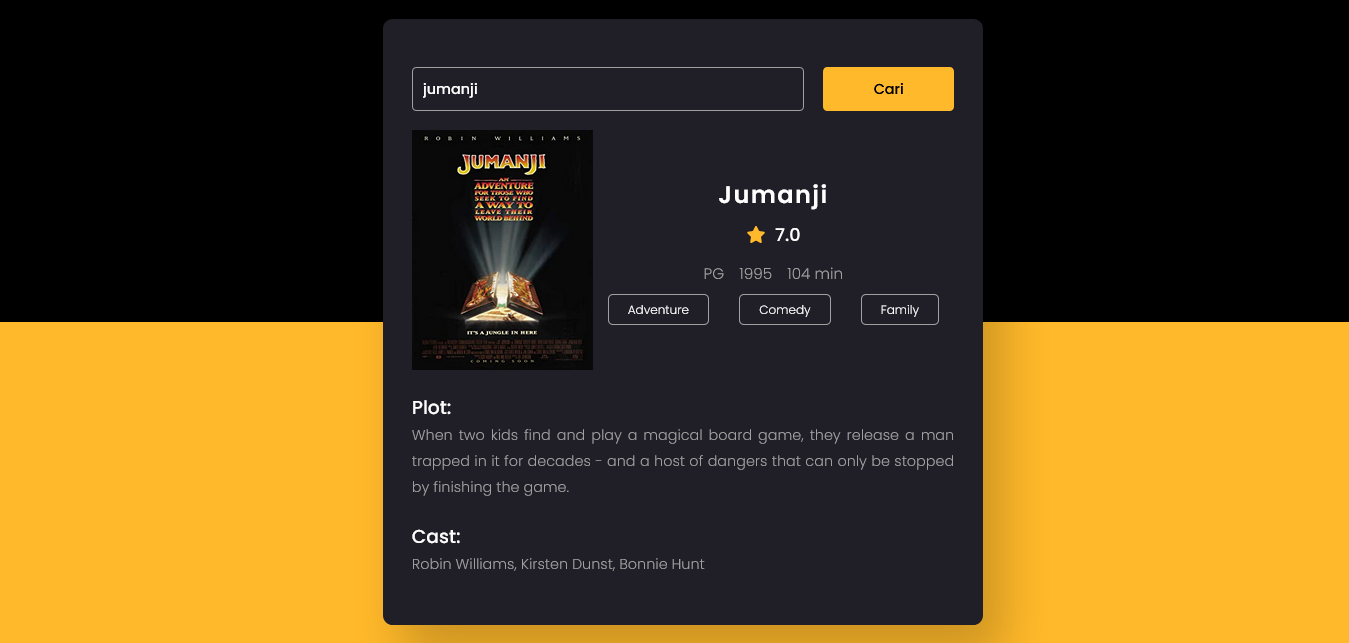 jumanji
Cari
ROBIN WILLIAMS
JUMANJI
AN
ADVENTURE
FOR THOSE WHO
SEEK TO FIND
A WAY TO
LEAVE THEIR
WORLD BEHIND
IT'S A JUNGLE IN HERE
COMING SOON
Jumanji
7.0
PG 1995 104 min
Adventure Comedy Family
Plot:
When two kids find and play a magical board game, they release a man
trapped in it for decades - and a host of dangers that can only be stopped
by finishing the game.
Cast:
Robin Williams, Kirsten Dunst, Bonnie Hunt